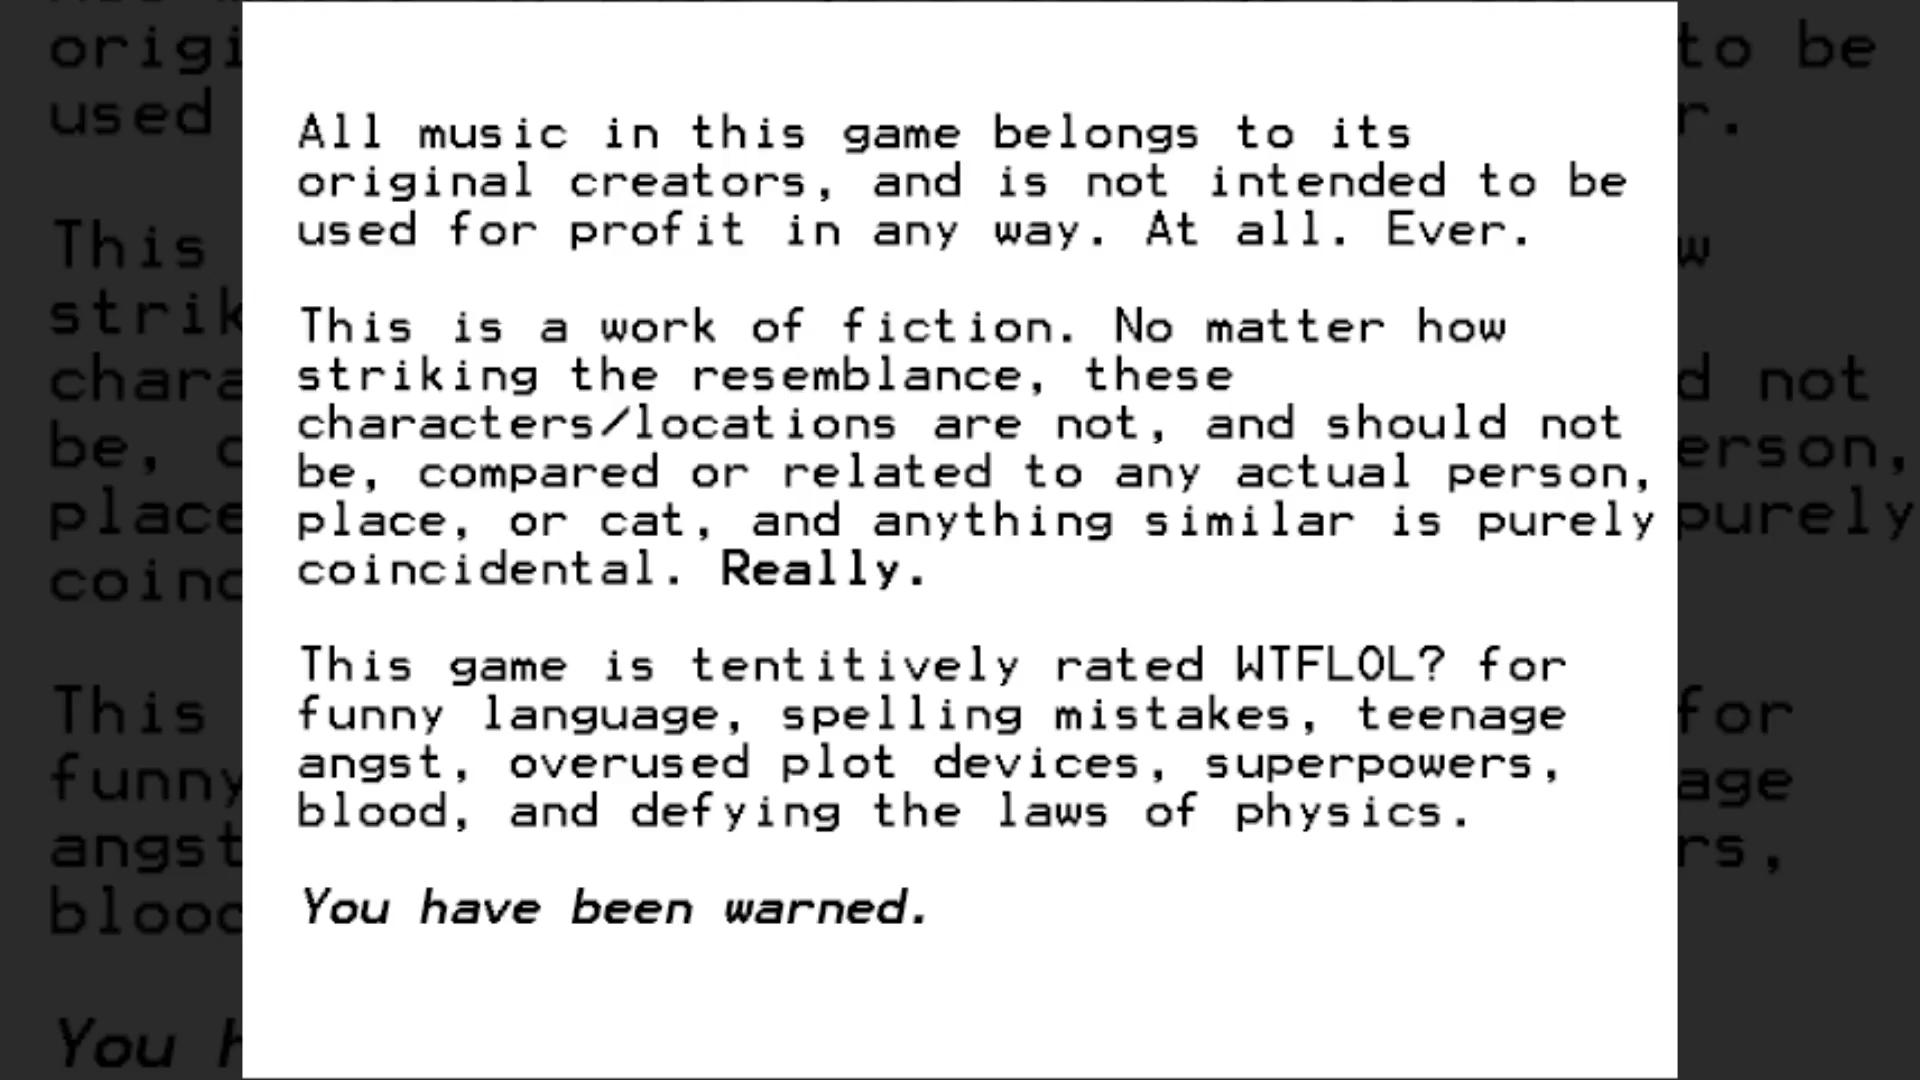 All music in this game belongs to its
original creators, and is not intended to be
used for profit in any way. At all. Ever.
This is a work of fiction. No matter how
striking the resemblance, these
characters/locations are not, and should not
be, compared or related to any actual person,
place, or cat, and anything similar is purely
coincidental. Really.
This game is tentitively rated WTFLOL? for
funny language, spelling mistakes, teenage
angst, overused plot devices, superpowers,
blood, and defying the laws of physics.
You have been warned.